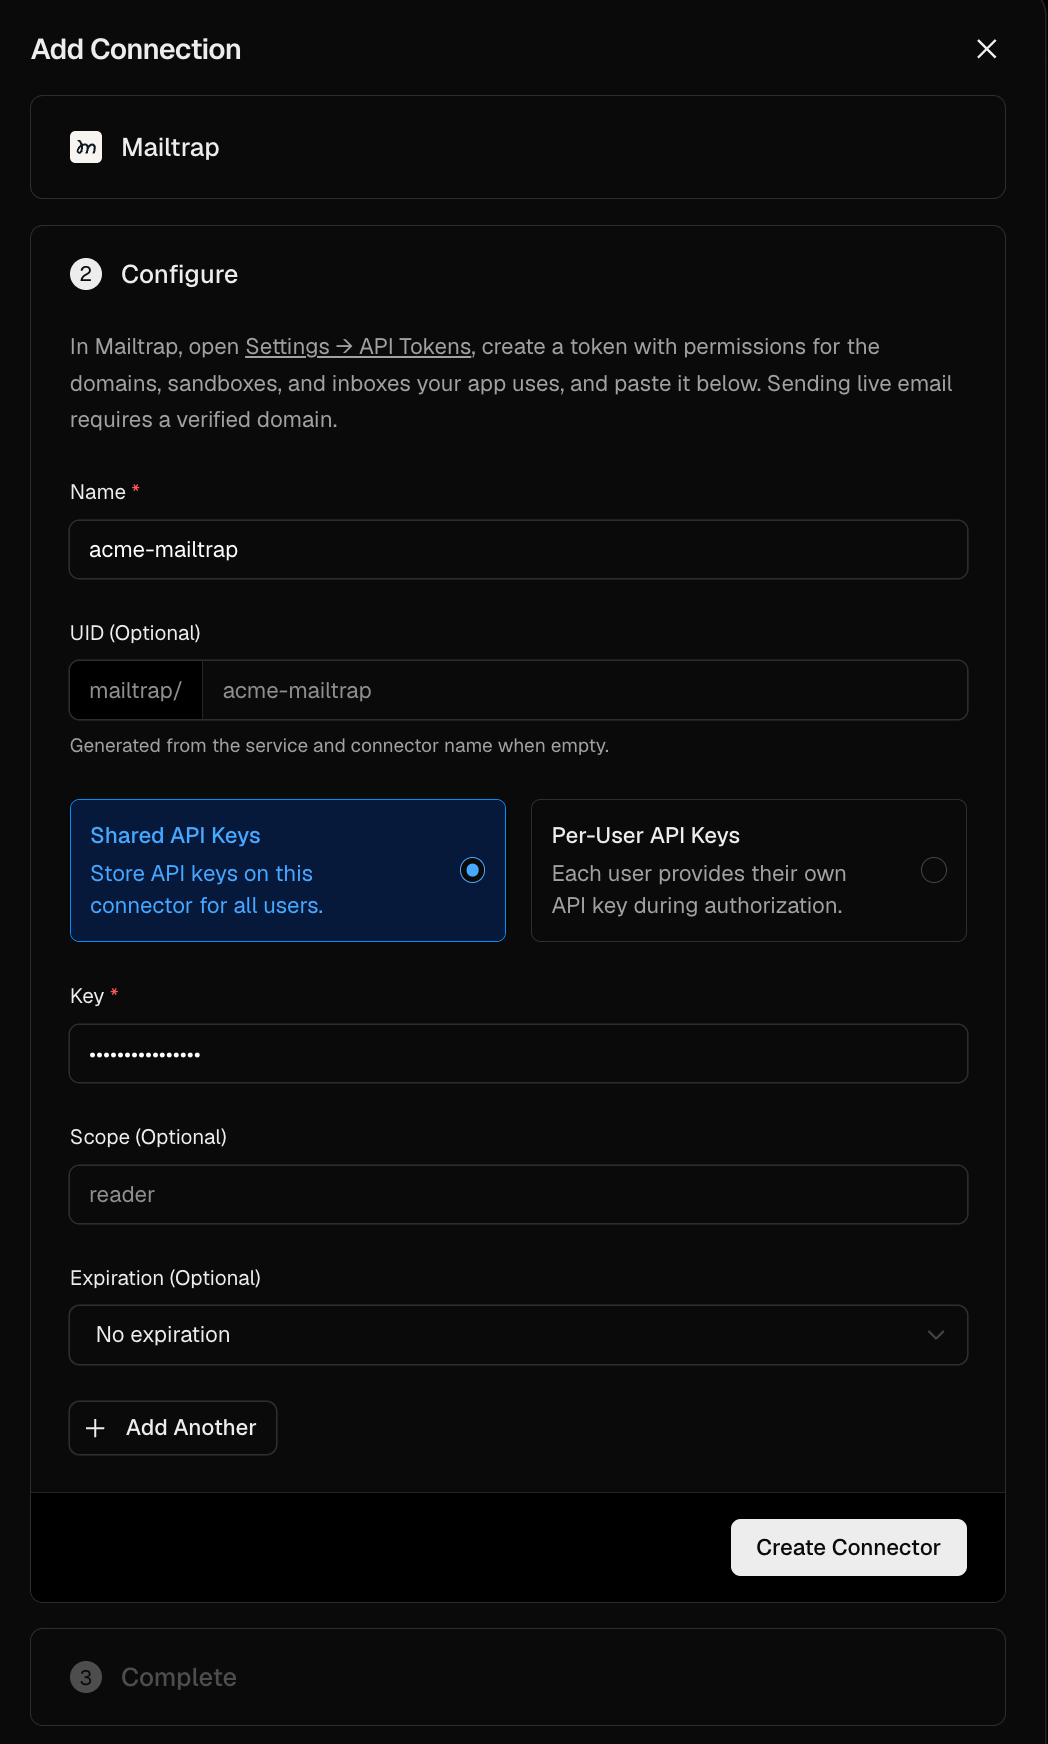 Add Connection
m
Mailtrap
2
Configure
In Mailtrap, open Settings → API Tokens, create a token with permissions for the
domains, sandboxes, and inboxes your app uses, and paste it below. Sending live email
requires a verified domain.
Name *
acme-mailtrap
UID (Optional)
mailtrap/
acme-mailtrap
Generated from the service and connector name when empty.
Shared API Keys
Store API keys on this
connector for all users.
Per-User API Keys
Each user provides their own
API key during authorization.
Key *
••••••••••••••••
Scope (Optional)
reader
Expiration (Optional)
No expiration
+ Add Another
Create Connector
3
Complete